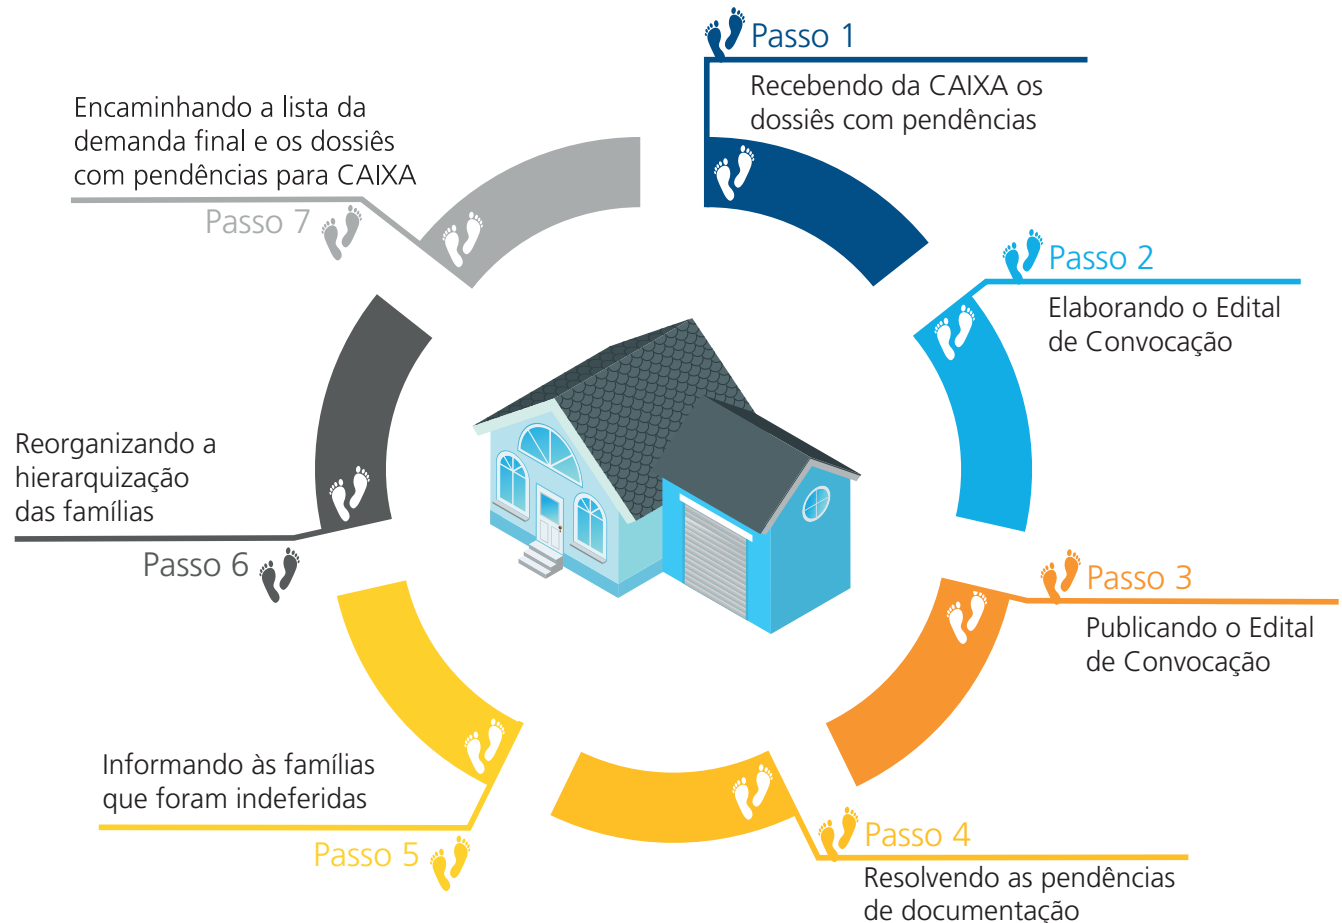 Passo 1
Recebendo da CAIXA os
dossiês com pendências
Passo 2
Elaborando o Edital
de Convocação
Passo 3
Publicando o Edital
de Convocação
Passo 4
Resolvendo as pendências
de documentação
Informando às famílias
que foram indeferidas
Passo 5
Reorganizando a
hierarquização
das famílias
Passo 6
Encaminhando a lista da
demanda final e os dossiês
com pendências para CAIXA
Passo 7